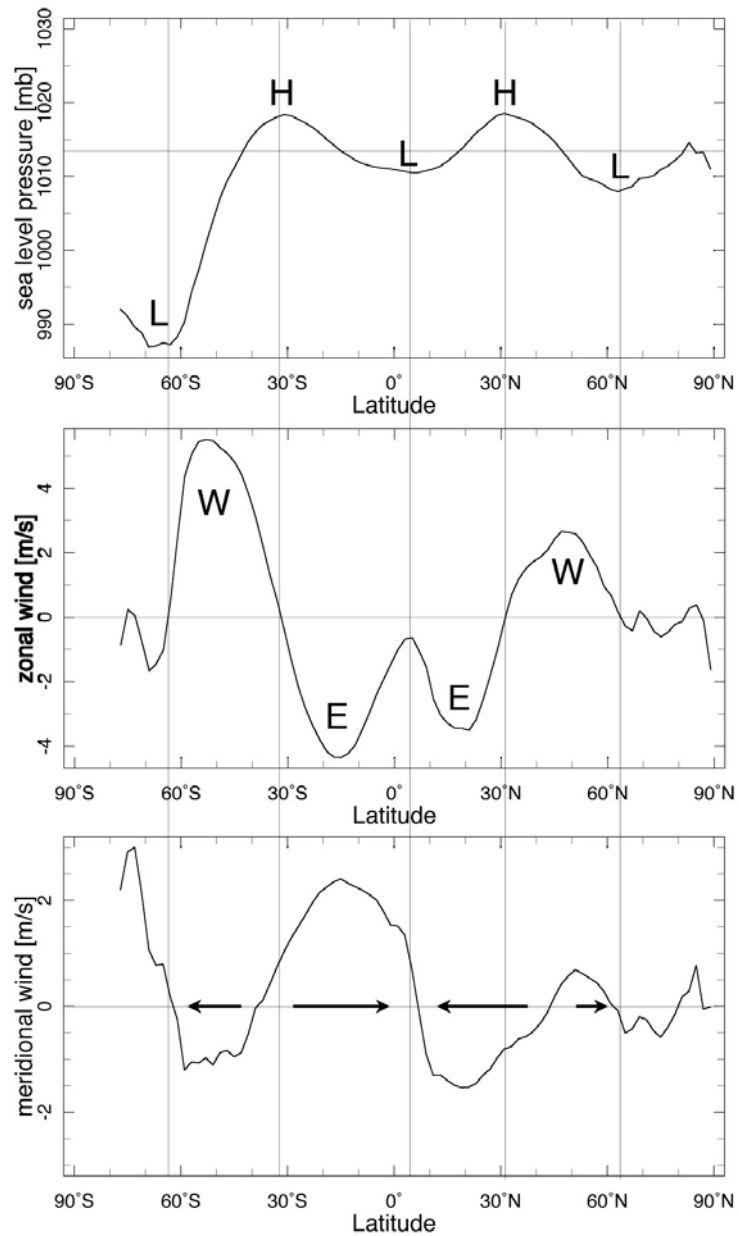 sea level pressure [mb]
1030
1020
1010
1000
990
H
H
L
L
L
90°S 60°S 30°S 0° 30°N 60°N 90°N
Latitude
zonal wind [m/s]
4
2
0
-2
-4
W
W
E
E
90°S 60°S 30°S 0° 30°N 60°N 90°N
Latitude
meridional wind [m/s]
2
0
-2
90°S 60°S 30°S 0° 30°N 60°N 90°N
Latitude